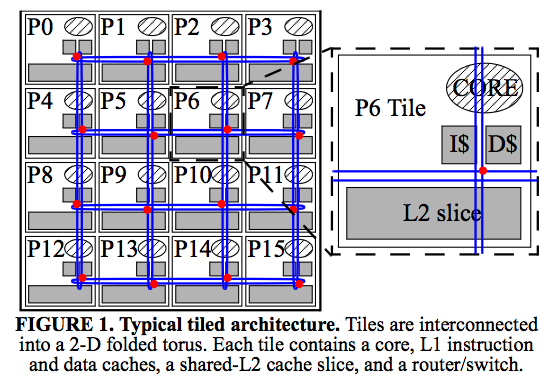 P0 P1 P2 P3
P4 P5 P6 P7
P8 P9 P10 P11
P12 P13 P14 P15
CORE
P6 Tile
I$ D$
L2 slice
FIGURE 1. Typical tiled architecture. Tiles are interconnected
into a 2-D folded torus. Each tile contains a core, L1 instruction
and data caches, a shared-L2 cache slice, and a router/switch.